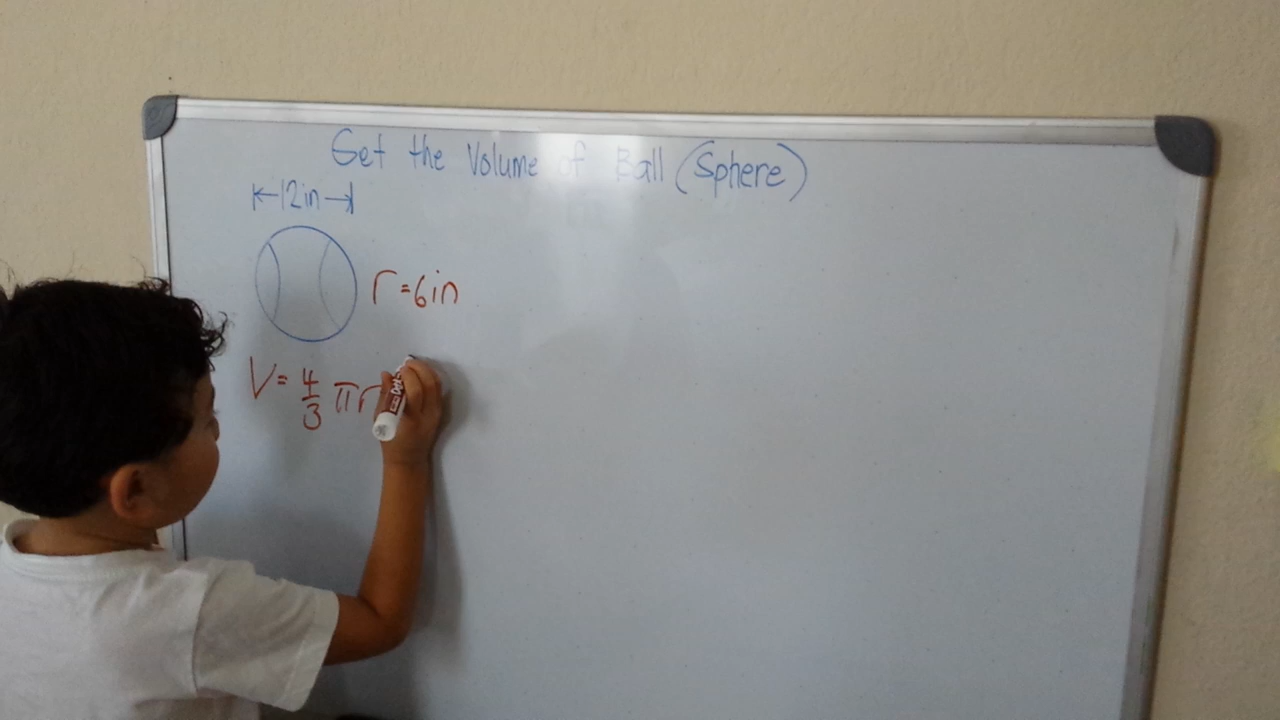 Get the Volume of Ball (Sphere)
12in
r=6in
V= 4/3 πr